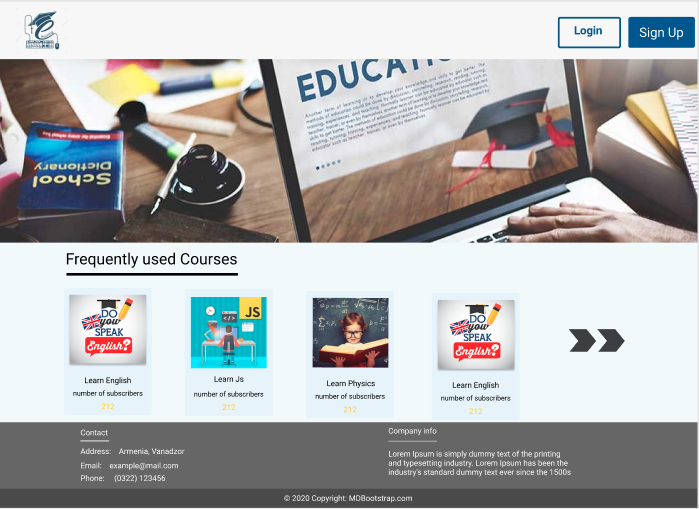 Login
Sign Up
EDUCATI
School
Dictionary
Frequently used Courses
DO
you
SPEAK
English?
JS
DO
you
SPEAK
English?
Learn English
Learn Js
Learn Physics
Learn English
number of subscribers
number of subscribers
number of subscribers
number of subscribers
212
212
212
212
Contact
Company info
Address: Armenia, Vanadzor
Email: example@mail.com
Phone: (0322) 123456
Lorem Ipsum is simply dummy text of the printing
and typesetting industry. Lorem Ipsum has been the
industry's standard dummy text ever since the 1500s
© 2020 Copyright: MDBootstrap.com